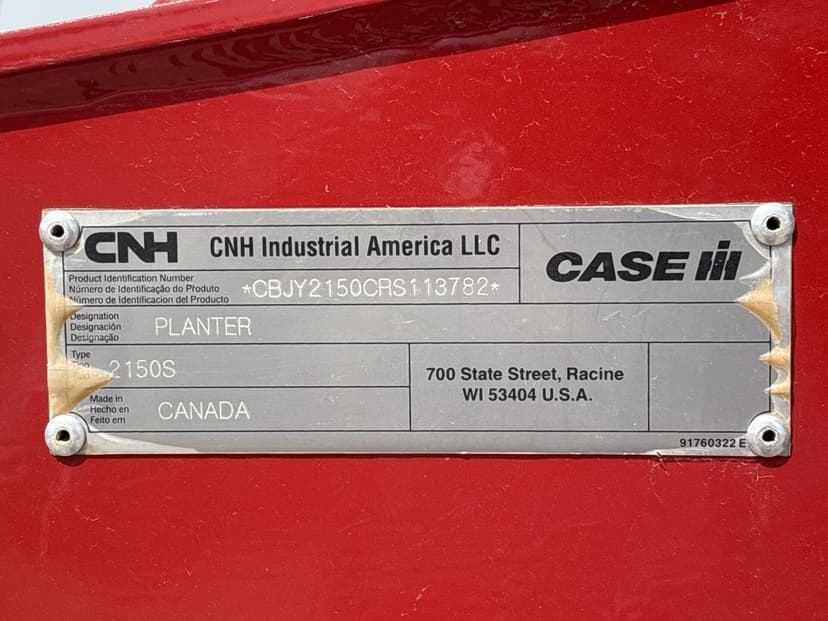 CNH CNH Industrial America LLC
CASE IH
Product Identification Number
Número de Identificação do Produto
Número de Identificacion del Producto
*CBJY2150CRS113782*
Designation
Designación
Designação
PLANTER
Type
2150S
700 State Street, Racine
WI 53404 U.S.A.
Made in
Hecho en
Feito em
CANADA
91760322 E